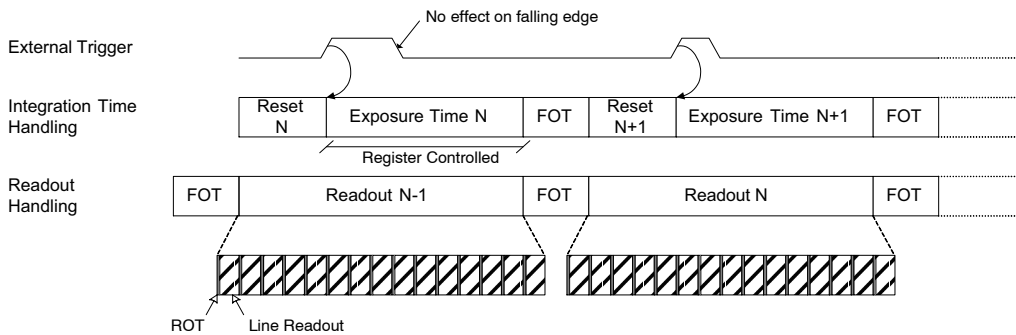 No effect on falling edge
External Trigger
Integration Time
Handling
Reset
N
Exposure Time N
FOT
Reset
N+1
Exposure Time N+1
FOT
Register Controlled
Readout
Handling
FOT
Readout N-1
FOT
Readout N
FOT
ROT
Line Readout